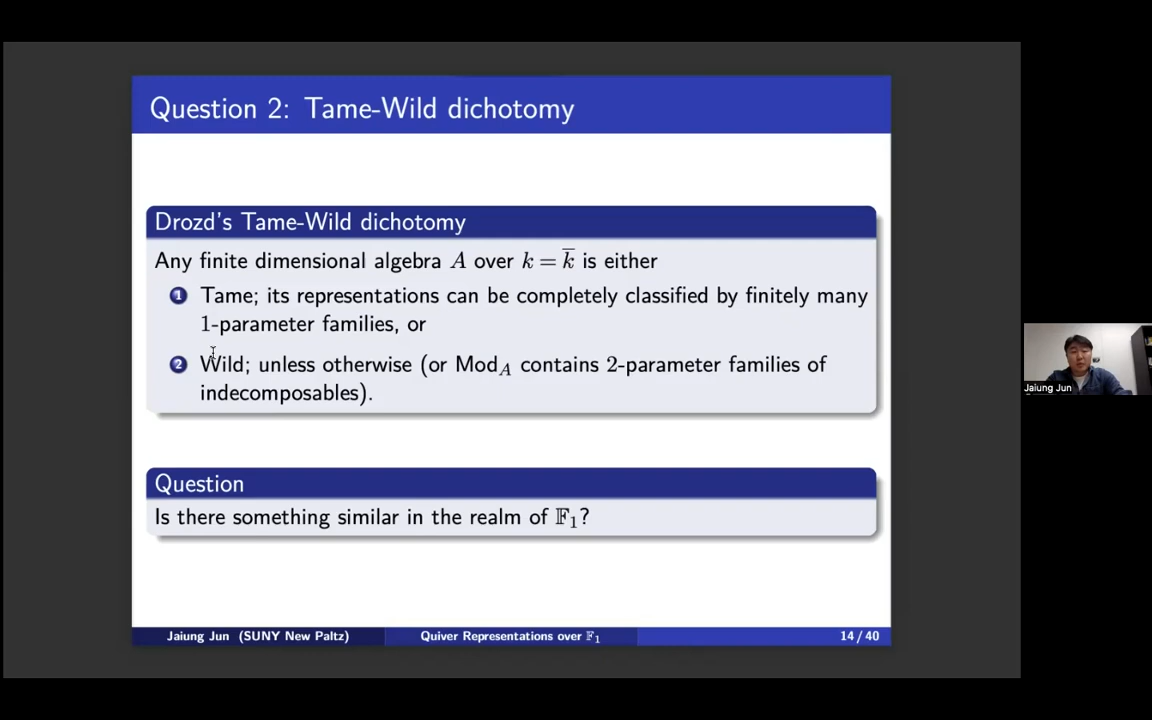 Question 2: Tame-Wild dichotomy
Drozd's Tame-Wild dichotomy
Any finite dimensional algebra A over k = k̅ is either
1 Tame; its representations can be completely classified by finitely many
1-parameter families, or
2 Wild; unless otherwise (or Mod_A contains 2-parameter families of
indecomposables).
Question
Is there something similar in the realm of 𝔽₁?
Jaiung Jun (SUNY New Paltz) Quiver Representations over 𝔽₁ 14 / 40
Jaiung Jun